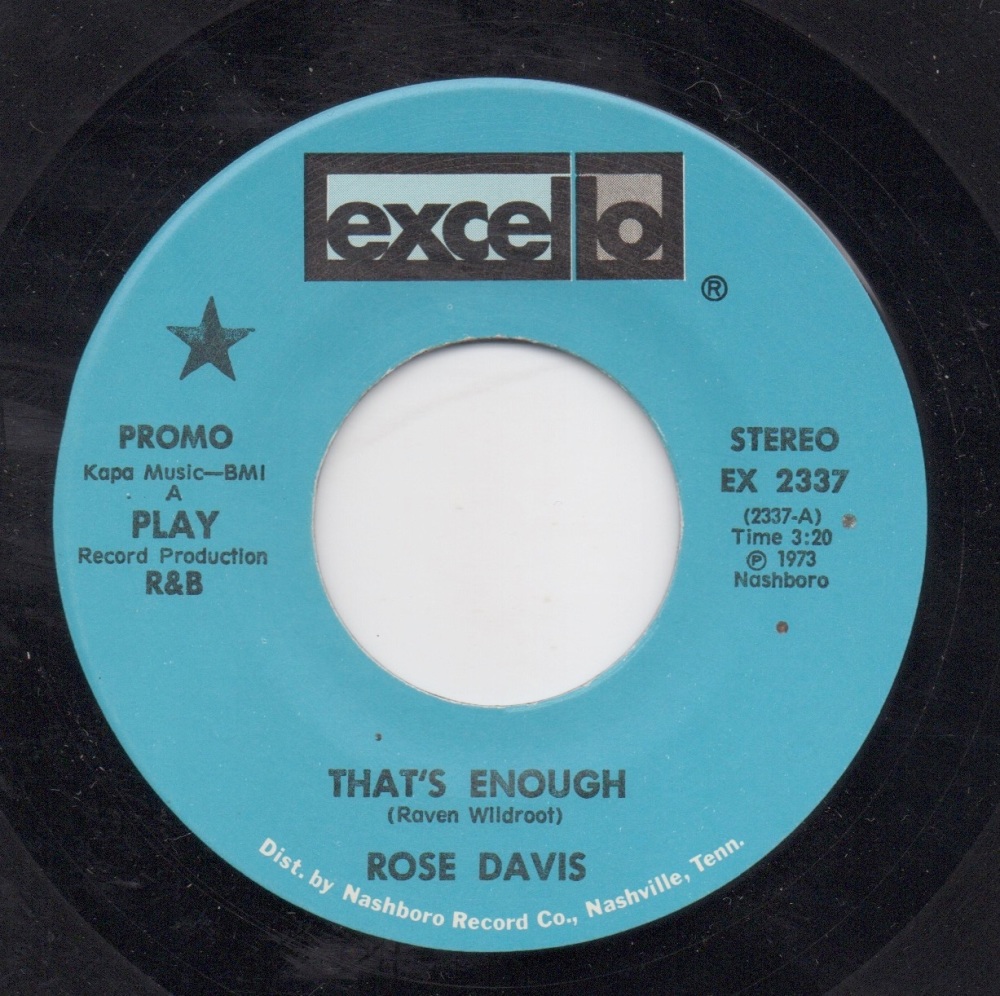 excello
®
PROMO
Kapa Music—BMI
A
PLAY
Record Production
R&B
STEREO
EX 2337
(2337-A)
Time 3:20
℗ 1973
Nashboro
THAT'S ENOUGH
(Raven Wildroot)
ROSE DAVIS
Dist. by Nashboro Record Co., Nashville, Tenn.